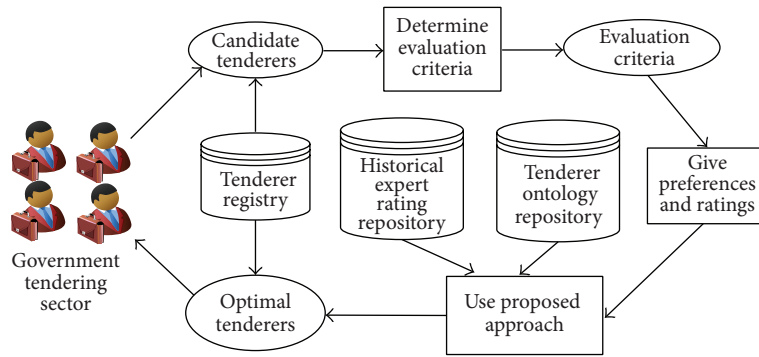 Candidate
tenderers
Determine
evaluation
criteria
Evaluation
criteria
Tenderer
registry
Historical
expert
rating
repository
Tenderer
ontology
repository
Give
preferences
and ratings
Government
tendering
sector
Optimal
tenderers
Use proposed
approach